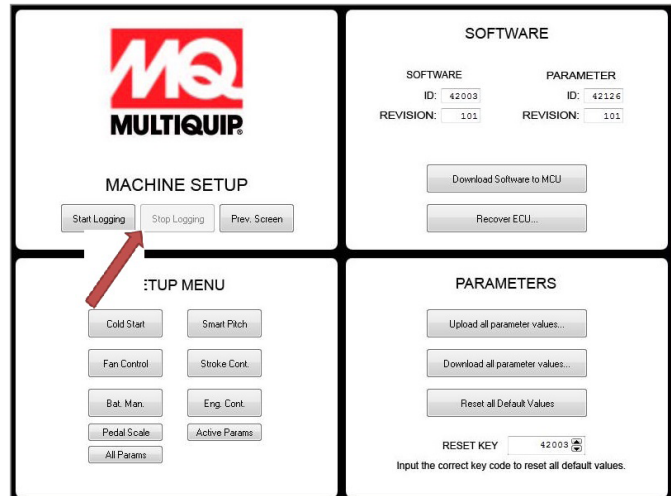 MQ
MULTIQUIP
MACHINE SETUP
Start Logging Stop Logging Prev. Screen
SOFTWARE
SOFTWARE PARAMETER
ID: 42003 ID: 42126
REVISION: 101 REVISION: 101
Download Software to MCU
Recover ECU...
ETUP MENU
Cold Start Smart Pitch
Fan Control Stroke Cont.
Bat. Man. Eng. Cont.
Pedal Scale Active Params
All Params
PARAMETERS
Upload all parameter values...
Download all parameter values...
Reset all Default Values
RESET KEY 42003
Input the correct key code to reset all default values.